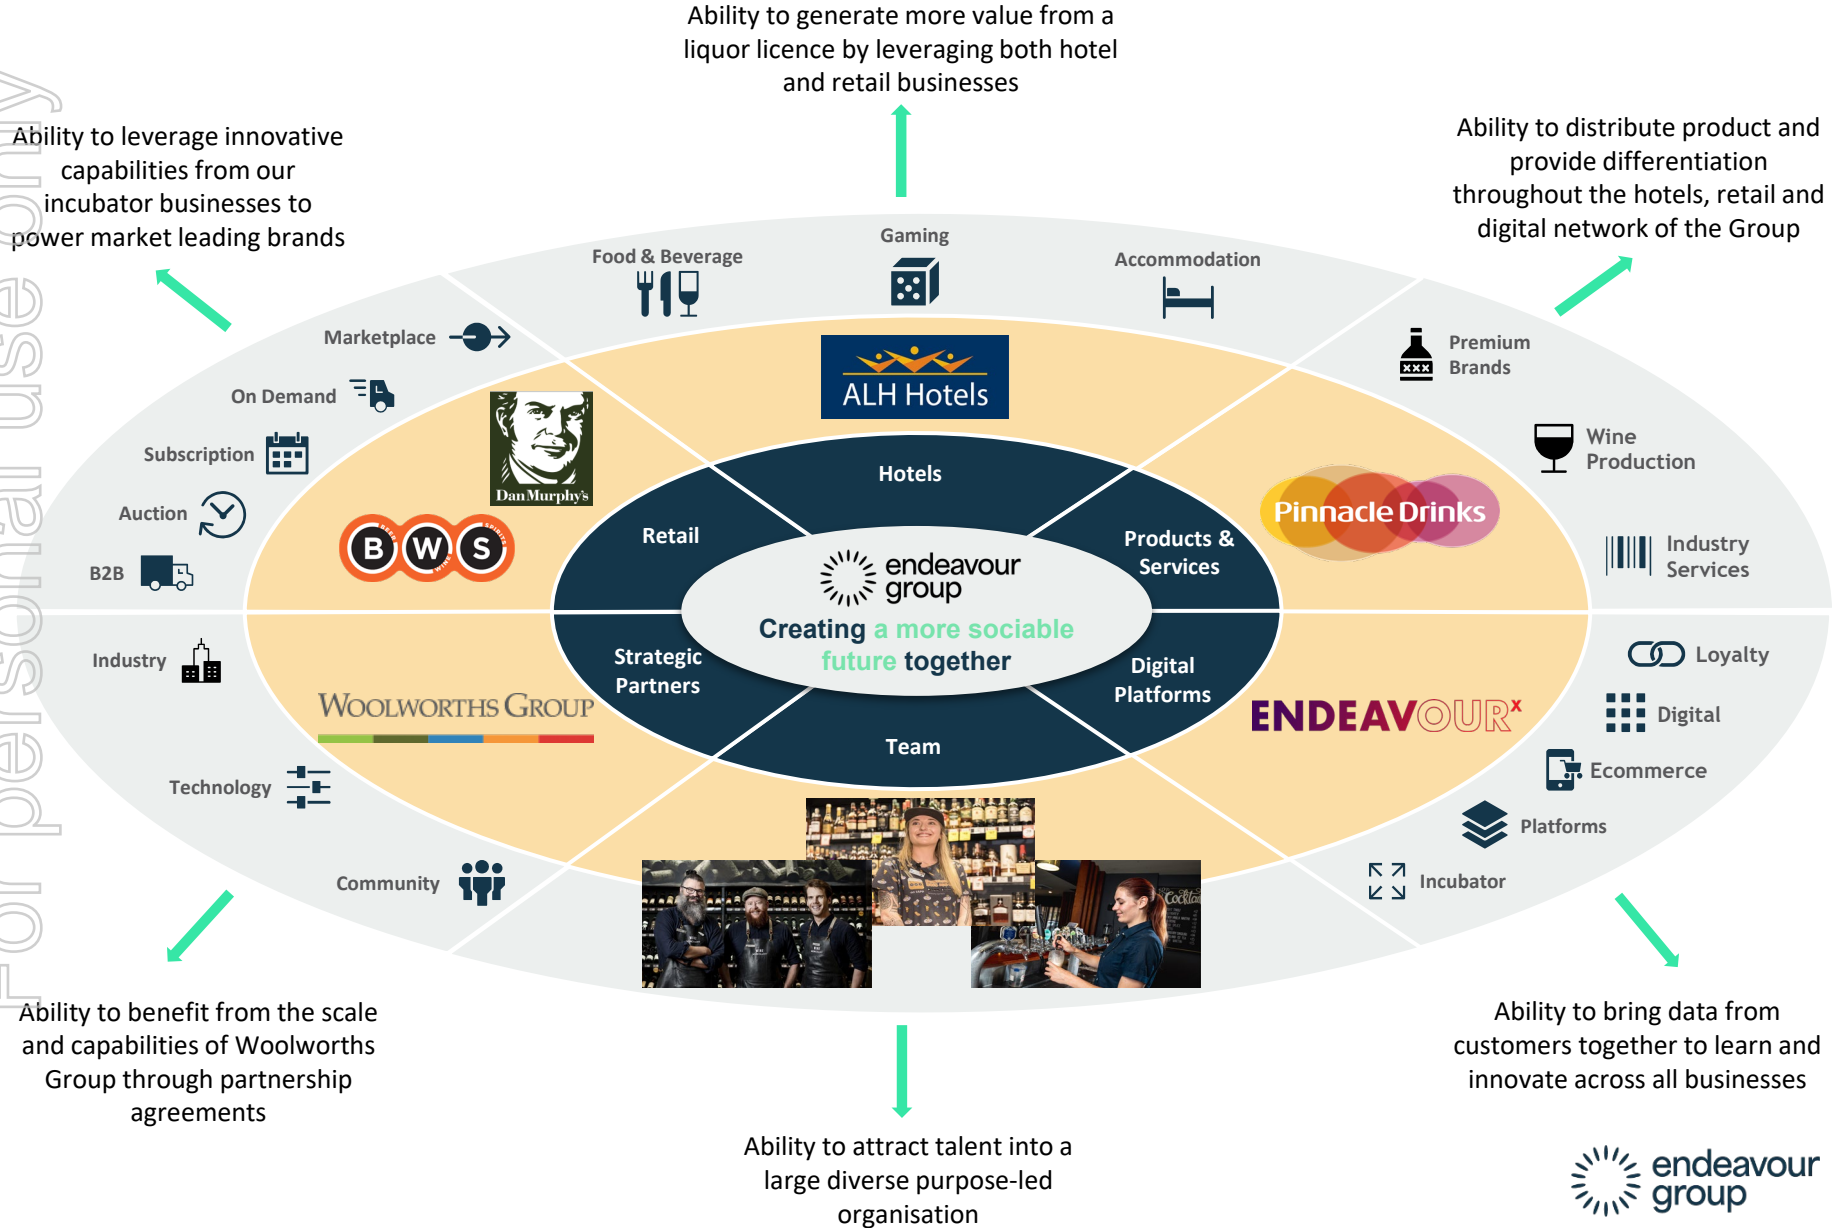 For personal use only
Ability to generate more value from a
liquor licence by leveraging both hotel
and retail businesses
Ability to leverage innovative
capabilities from our
incubator businesses to
power market leading brands
Ability to distribute product and
provide differentiation
throughout the hotels, retail and
digital network of the Group
Food & Beverage
Gaming
Accommodation
Marketplace
On Demand
Subscription
Auction
B2B
Premium
Brands
XXX
Wine
Production
Industry
Services
ALH Hotels
Dan Murphy's
BWS
BEER
WINE
SPIRITS
Pinnacle Drinks
Hotels
Retail
Products &
Services
endeavour
group
Creating a more sociable
future together
Strategic
Partners
Digital
Platforms
Team
WOOLWORTHS GROUP
ENDEAVOURX
Industry
Technology
Community
Loyalty
Digital
Ecommerce
Platforms
Incubator
Cocktail
Ability to benefit from the scale
and capabilities of Woolworths
Group through partnership
agreements
Ability to attract talent into a
large diverse purpose-led
organisation
Ability to bring data from
customers together to learn and
innovate across all businesses
endeavour
group